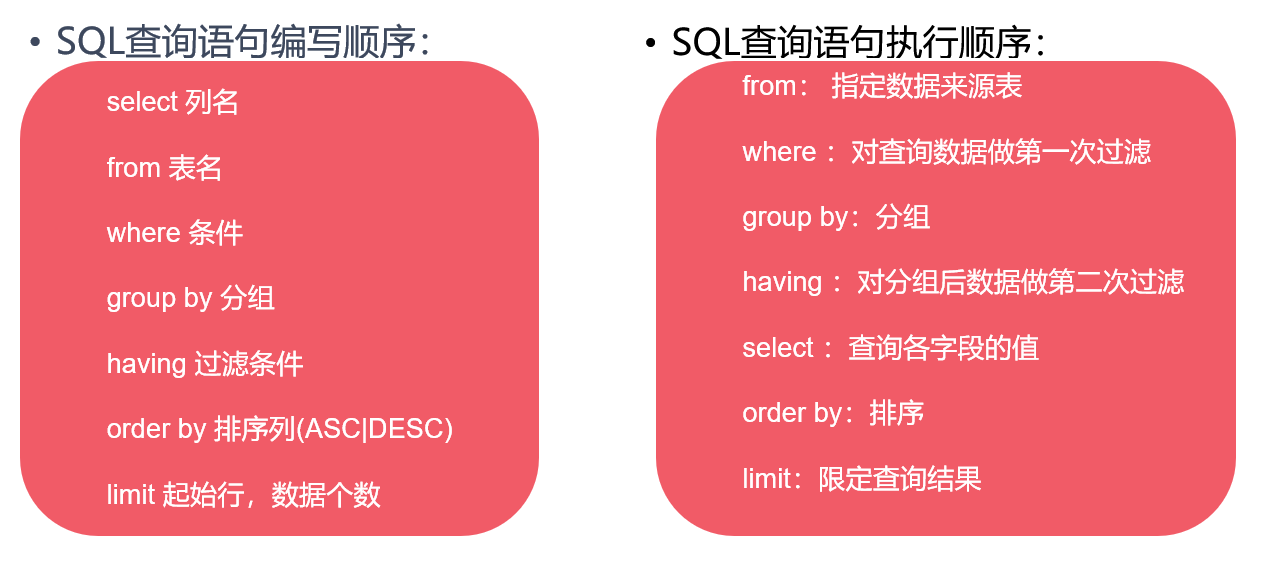 • SQL查询语句编写顺序：
select 列名
from 表名
where 条件
group by 分组
having 过滤条件
order by 排序列(ASC|DESC)
limit 起始行，数据个数
• SQL查询语句执行顺序：
from： 指定数据来源表
where ：对查询数据做第一次过滤
group by：分组
having ：对分组后数据做第二次过滤
select ：查询各字段的值
order by：排序
limit：限定查询结果